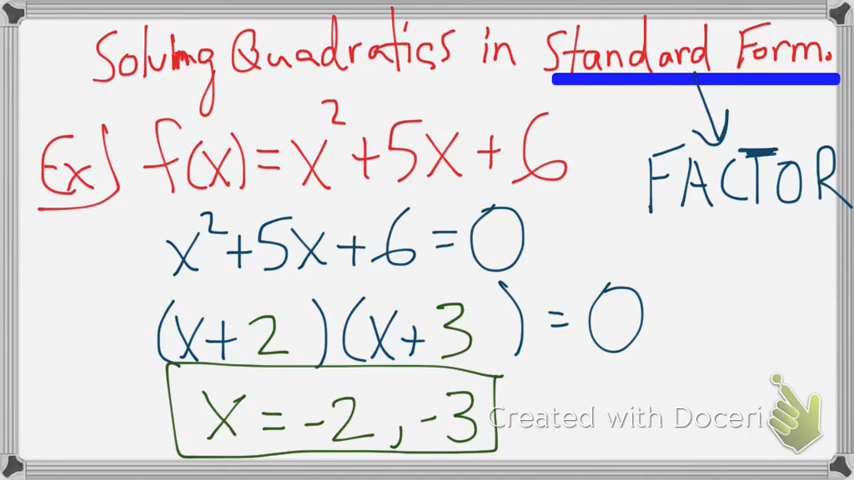 Solving Quadratics in Standard Form.
Ex) f(x) = x² + 5x + 6
FACTOR
x² + 5x + 6 = 0
(x + 2)(x + 3) = 0
x = -2, -3
Created with Doceri